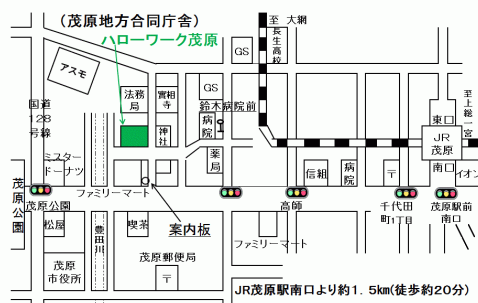 (茂原地方合同庁舎)
ハローワーク茂原
至 大網
GS
長生高校
アスモ
法務局
實相寺
GS
鈴木病院前
国道128号線
神社
病院
東口
至上総一宮
JR茂原
南口
ミスタードーナツ
薬局
信組
病院
〒
イオン
ファミリーマート
茂原公園
茂原公園
高師
千代田町1丁目
茂原駅前南口
案内板
松屋
豊田川
喫茶
ファミリーマート
茂原市役所
茂原郵便局
〒
JR茂原駅南口より約1.5km(徒歩約20分)